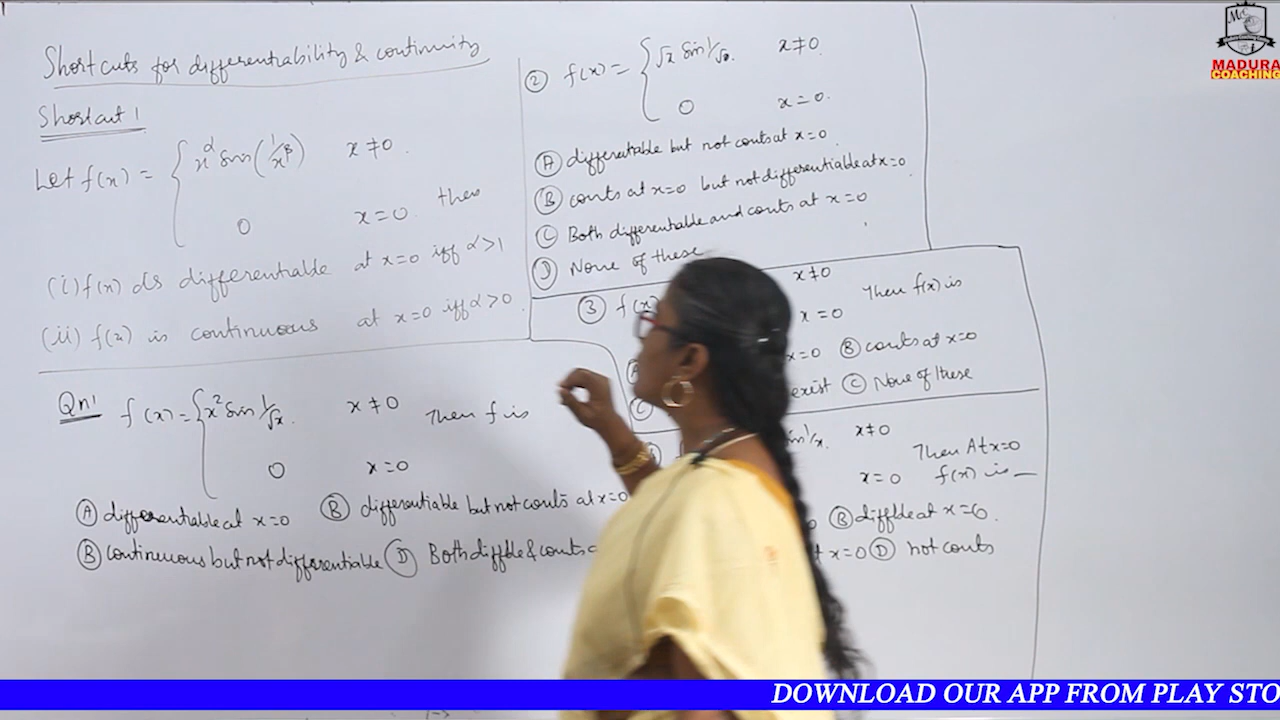 Shortcuts for differentiability & continuity
Shortcut 1
Let f(x) = { x^α sin(1/x^β) x ≠ 0.
0 x = 0. then
(i) f(x) is differentiable at x=0 iff α>1
(ii) f(x) is continuous at x=0 iff α>0.
Qn 1 f(x) = { x² sin 1/√x. x ≠ 0 Then f is
0 x = 0
(A) differentiable at x=0 (B) differentiable but not conts at x=0
(B) continuous but not differentiable (D) Both diffble & conts
(2) f(x) = { √x sin 1/√x. x ≠ 0.
0 x = 0.
(A) differentiable but not conts at x=0
(B) conts at x=0 but not differentiable at x=0
(C) Both differentiable and conts at x=0
(D) None of these
(3) f(x) x ≠ 0
x = 0 Then f(x) is
x=0 (B) conts at x=0
(C) exist (C) None of these
sin 1/x. x ≠ 0 Then At x=0
x = 0 f(x) is —
(B) diffble at x=0.
x=0 (D) not conts
MADURA
COACHING
DOWNLOAD OUR APP FROM PLAY STO